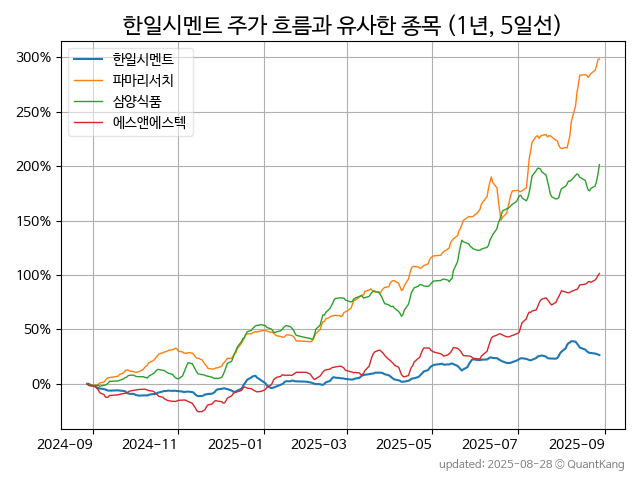 한일시멘트 주가 흐름과 유사한 종목 (1년, 5일선)
한일시멘트
파마리서치
삼양식품
에스앤에스텍
300%
250%
200%
150%
100%
50%
0%
2024-09
2024-11
2025-01
2025-03
2025-05
2025-07
2025-09
updated: 2025-08-28 © QuantKang